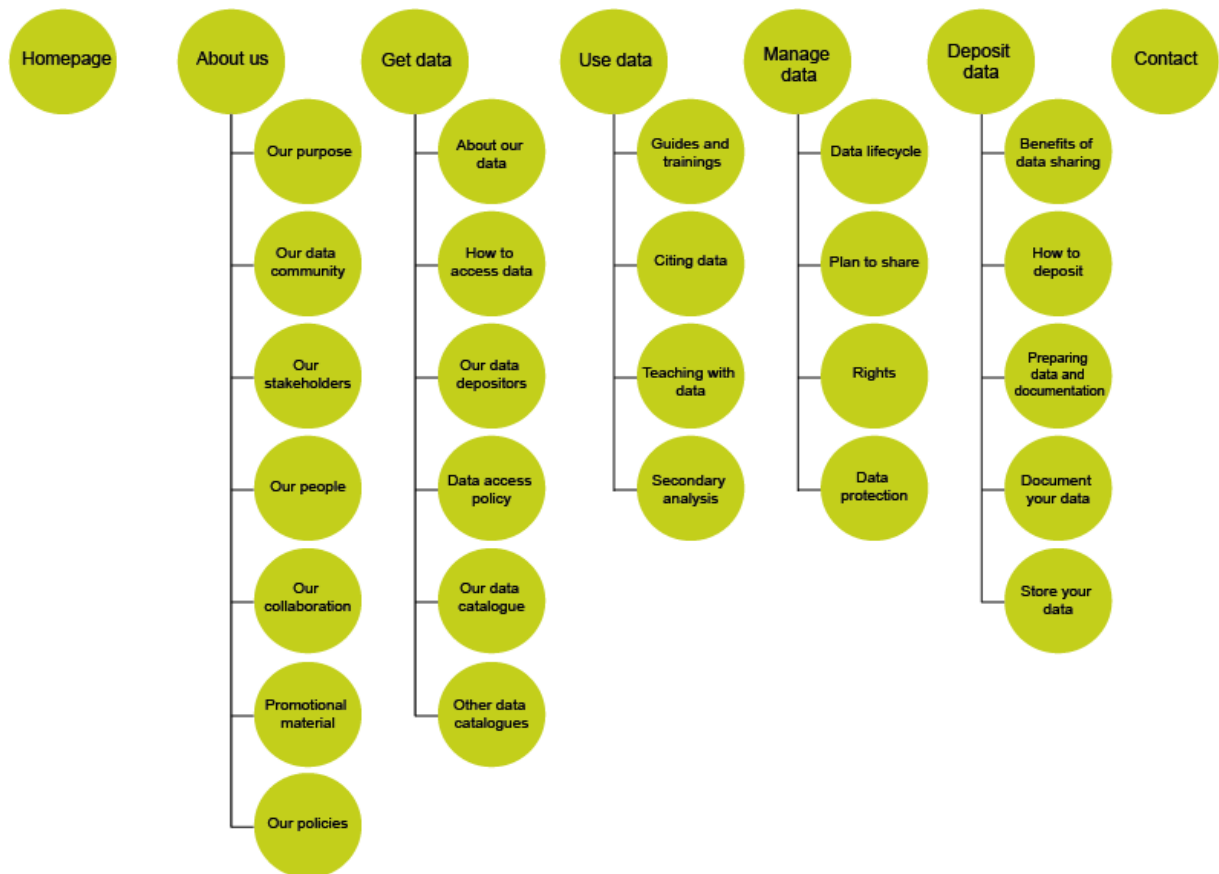 Homepage
About us
Get data
Use data
Manage
data
Deposit
data
Contact
Our purpose
Our data
community
Our
stakeholders
Our people
Our
collaboration
Promotional
material
Our policies
About our
data
How to
access data
Our data
depositors
Data access
policy
Our data
catalogue
Other data
catalogues
Guides and
trainings
Citing data
Teaching with
data
Secondary
analysis
Data lifecycle
Plan to share
Rights
Data
protection
Benefits of
data sharing
How to
deposit
Preparing
data and
documentation
Document
your data
Store your
data